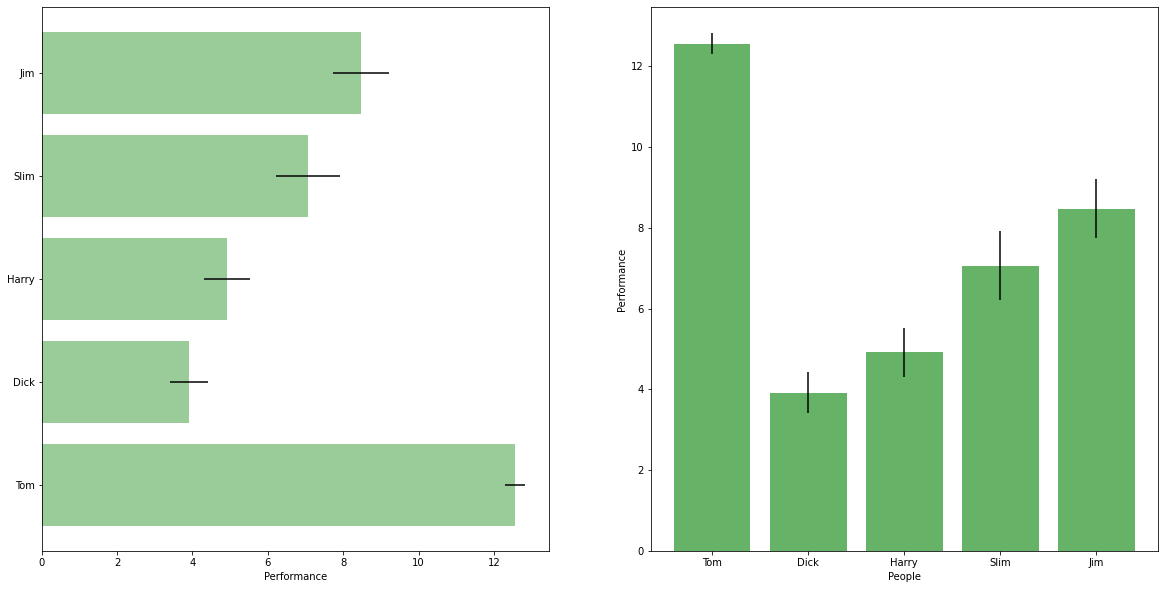 Jim
Slim
Harry
Dick
Tom
0 2 4 6 8 10 12
Performance
12
10
8
6
4
2
0
Performance
Tom Dick Harry Slim Jim
People